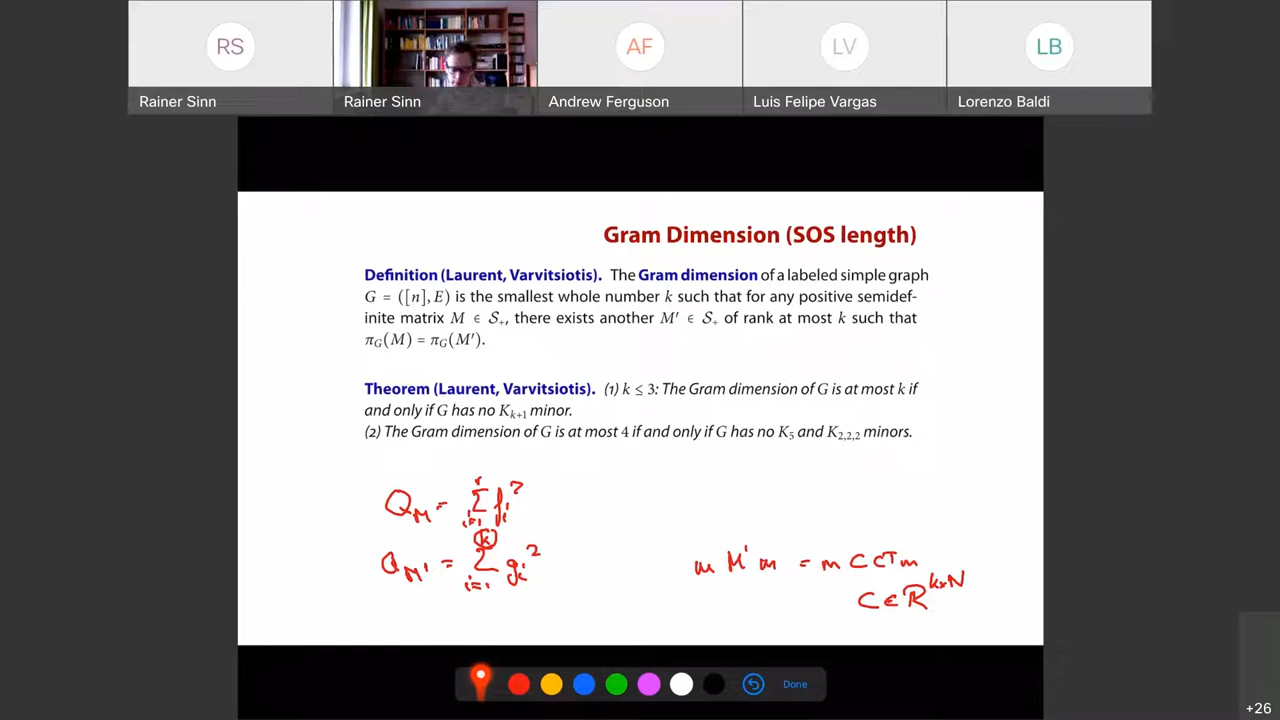 RS
AF
LV
LB
Rainer Sinn
Rainer Sinn
Andrew Ferguson
Luis Felipe Vargas
Lorenzo Baldi
Gram Dimension (SOS length)
Definition (Laurent, Varvitsiotis). The Gram dimension of a labeled simple graph
G = ([n], E) is the smallest whole number k such that for any positive semidef-
inite matrix M ∈ S₊, there exists another M′ ∈ S₊ of rank at most k such that
π_G(M) = π_G(M′).
Theorem (Laurent, Varvitsiotis). (1) k ≤ 3: The Gram dimension of G is at most k if
and only if G has no K_{k+1} minor.
(2) The Gram dimension of G is at most 4 if and only if G has no K₅ and K_{2,2,2} minors.
Q_M = Σ_{i=1}^{r} f_i²
Q_{M'} = Σ_{i=1}^{k} g_i²
m M' m = m C C^T m
C ∈ ℝ^{k×N}
Done
+26